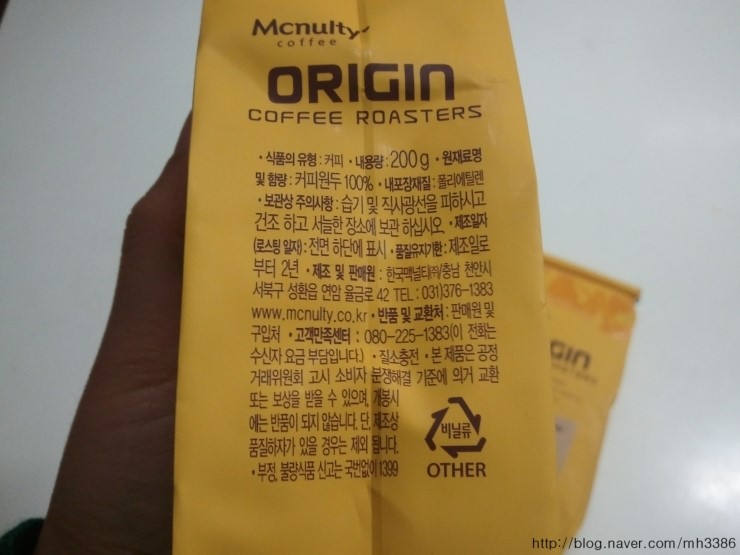 Mcnulty
coffee
ORIGIN
COFFEE ROASTERS
•식품의 유형 : 커피 •내용량 : 200g •원재료명
및 함량 : 커피원두 100% •내포장재질 : 폴리에틸렌
•보관상 주의사항 : 습기 및 직사광선을 피하시고
건조 하고 서늘한 장소에 보관 하십시오 •제조일자
(로스팅 일자) : 전면 하단에 표시 •품질유지기한 : 제조일로
부터 2년 •제조 및 판매원 : 한국맥널티㈜/충남 천안시
서북구 성환읍 연암 율금로 42 TEL : 031)376-1383
www.mcnulty.co.kr •반품 및 교환처 : 판매원 및
구입처 •고객만족센터 : 080-225-1383(이 전화는
수신자 요금 부담입니다.) •질소충전 •본 제품은 공정
거래위원회 고시 소비자 분쟁해결 기준에 의거 교환
또는 보상을 받을 수 있으며, 개봉시
에는 반품이 되지 않습니다. 단, 제조상
품질하자가 있을 경우는 제외 됩니다.
•부정, 불량식품 신고는 국번없이 1399
비닐류
OTHER
GIN
http://blog.naver.com/mh3386